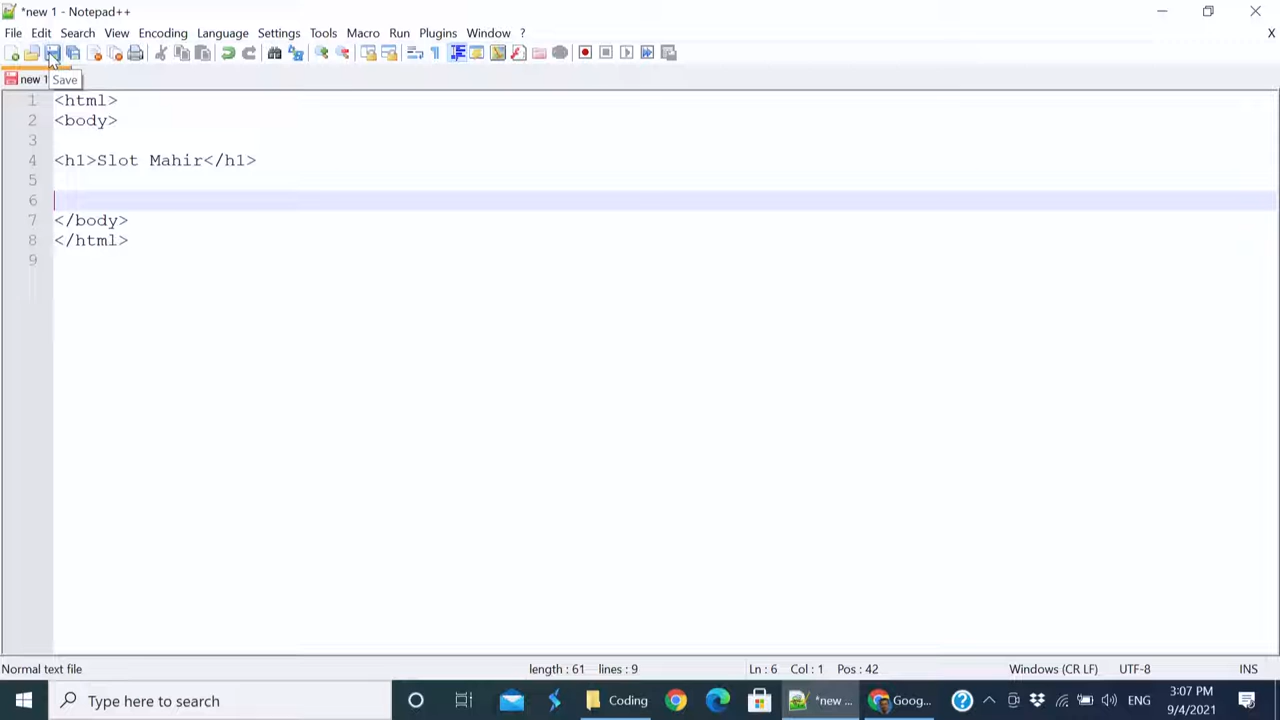 *new 1 - Notepad++
File Edit Search View Encoding Language Settings Tools Macro Run Plugins Window ? X
new 1
Save
1 <html>
2 <body>
3
4 <h1>Slot Mahir</h1>
5
6
7 </body>
8 </html>
9
Normal text file length : 61 lines : 9 Ln : 6 Col : 1 Pos : 42 Windows (CR LF) UTF-8 INS
Type here to search Coding *new ... Goog... ENG 3:07 PM
9/4/2021